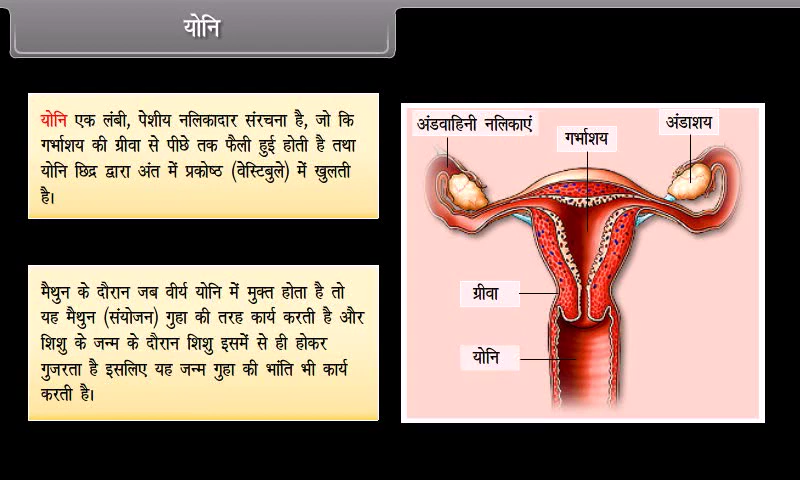 योनि
योनि एक लंबी, पेशीय नलिकादार संरचना है, जो कि
गर्भाशय की ग्रीवा से पीछे तक फैली हुई होती है तथा
योनि छिद्र द्वारा अंत में प्रकोष्ठ (वेस्टिबुले) में खुलती
है।
मैथुन के दौरान जब वीर्य योनि में मुक्त होता है तो
यह मैथुन (संयोजन) गुहा की तरह कार्य करती है और
शिशु के जन्म के दौरान शिशु इसमें से ही होकर
गुजरता है इसलिए यह जन्म गुहा की भांति भी कार्य
करती है।
अंडवाहिनी नलिकाएं
गर्भाशय
अंडाशय
ग्रीवा
योनि